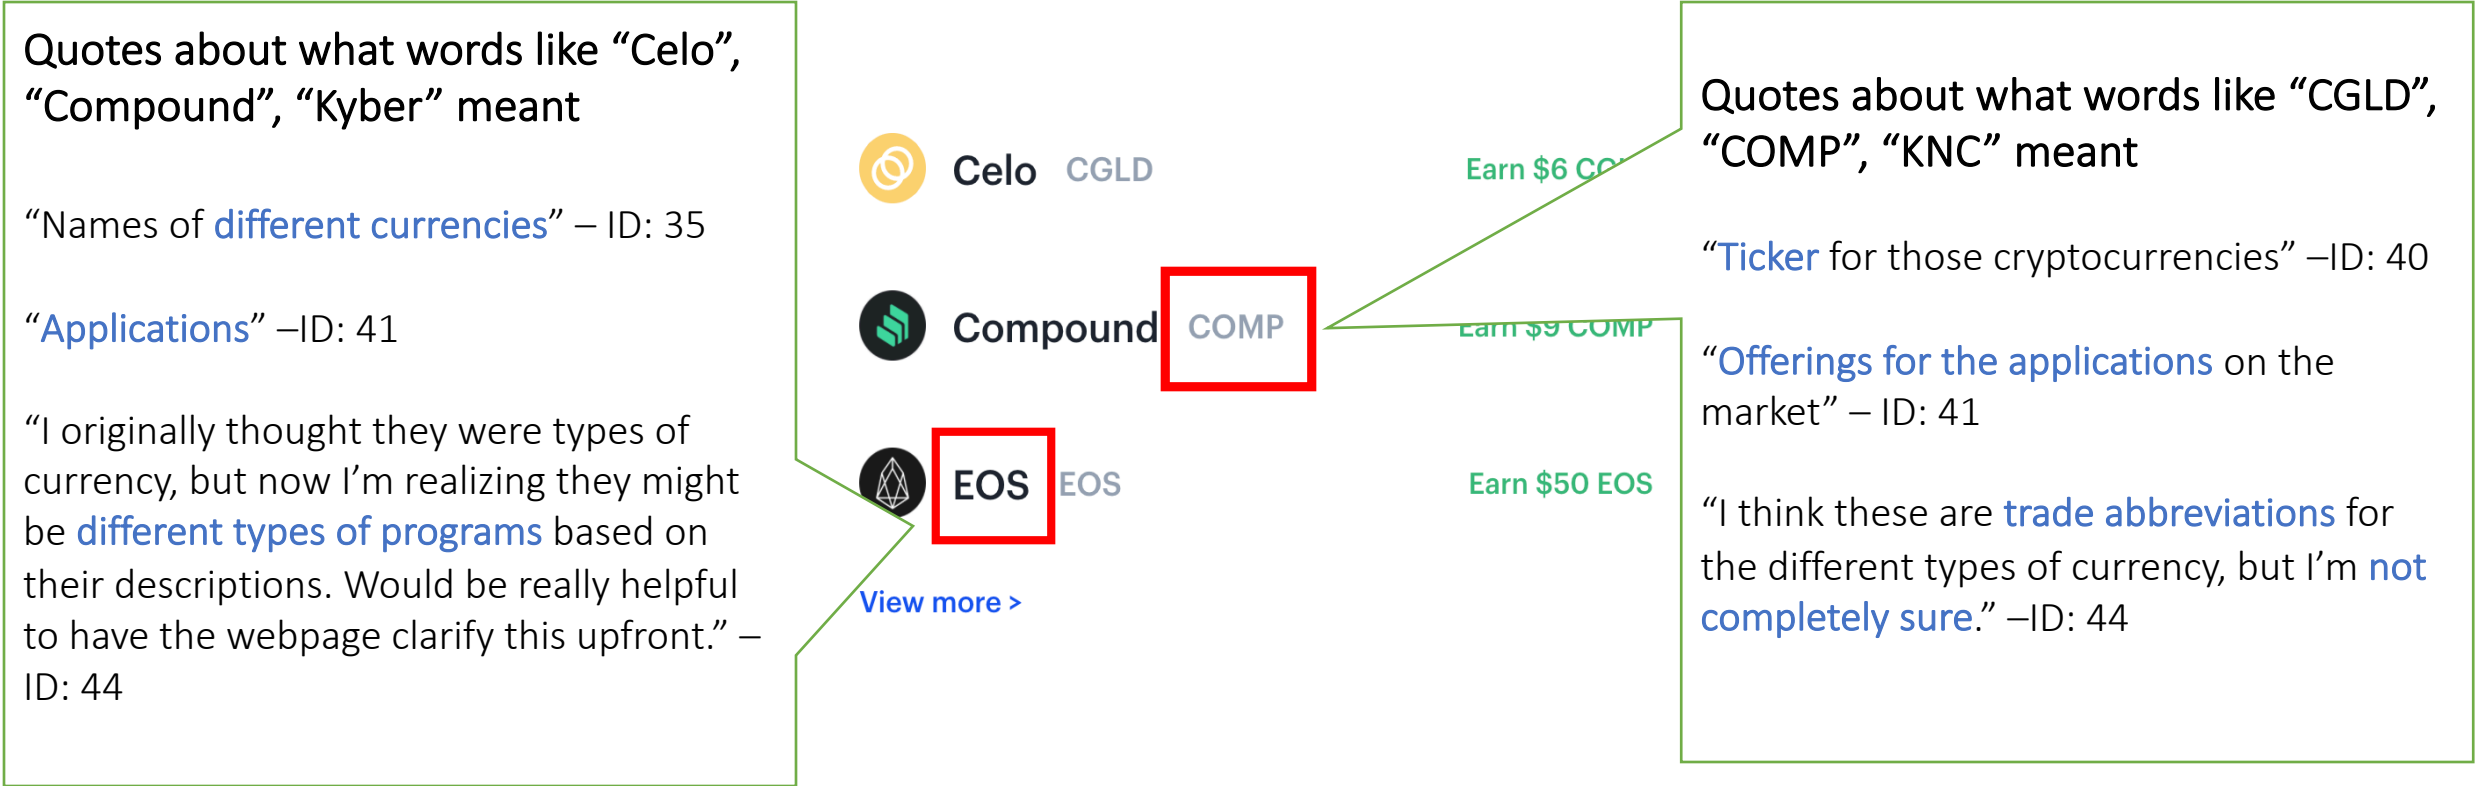 Quotes about what words like “Celo”,
“Compound”, “Kyber” meant
“Names of different currencies” – ID: 35
“Applications” –ID: 41
“I originally thought they were types of
currency, but now I’m realizing they might
be different types of programs based on
their descriptions. Would be really helpful
to have the webpage clarify this upfront.” –
ID: 44
Celo CGLD
Earn $6
Compound COMP
Earn $9 COMP
EOS EOS
Earn $50 EOS
View more >
Quotes about what words like “CGLD”,
“COMP”, “KNC” meant
“Ticker for those cryptocurrencies” –ID: 40
“Offerings for the applications on the
market” – ID: 41
“I think these are trade abbreviations for
the different types of currency, but I’m not
completely sure.” –ID: 44